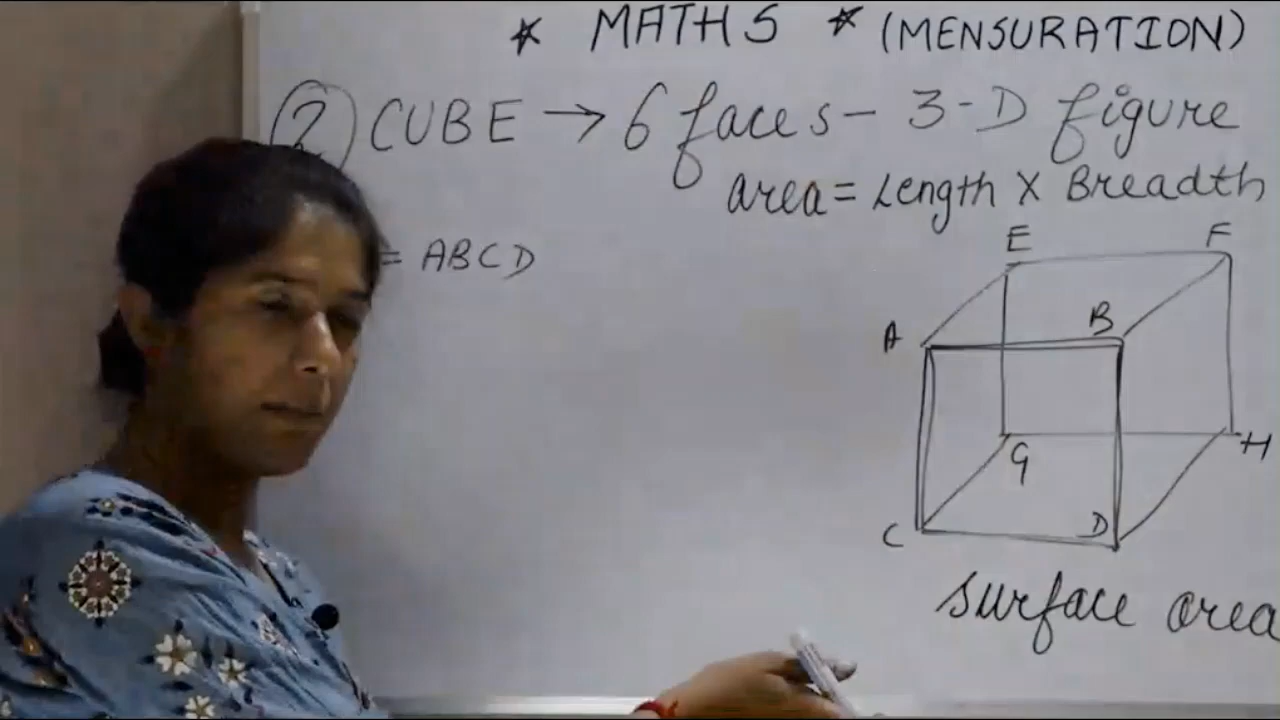 * MATHS * (MENSURATION)
② CUBE → 6 faces - 3-D figure
area = Length X Breadth
= ABCD
E F
A B
G H
C D
surface area